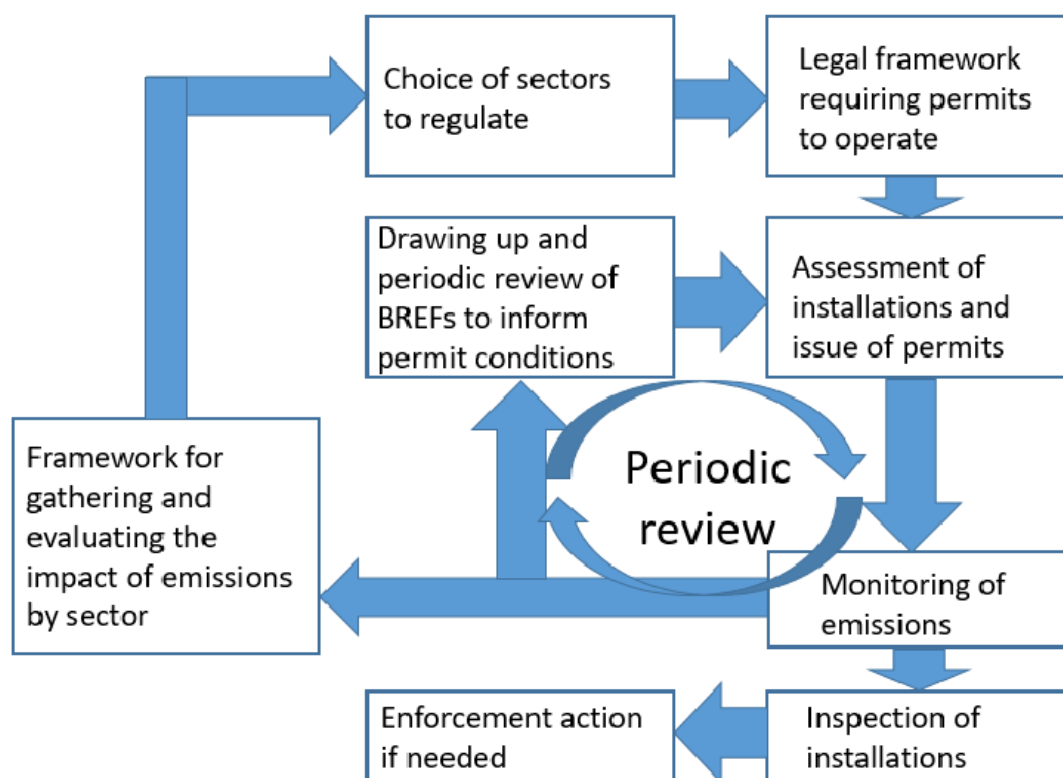 Choice of sectors
to regulate
Legal framework
requiring permits
to operate
Drawing up and
periodic review of
BREFs to inform
permit conditions
Assessment of
installations and
issue of permits
Framework for
gathering and
evaluating the
impact of emissions
by sector
Periodic
review
Monitoring of
emissions
Enforcement action
if needed
Inspection of
installations